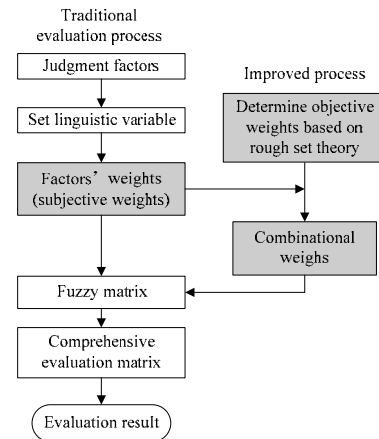 Traditional
evaluation process
Judgment factors
Set linguistic variable
Factors’ weights
(subjective weights)
Fuzzy matrix
Comprehensive
evaluation matrix
Evaluation result
Improved process
Determine objective
weights based on
rough set theory
Combinational
weighs